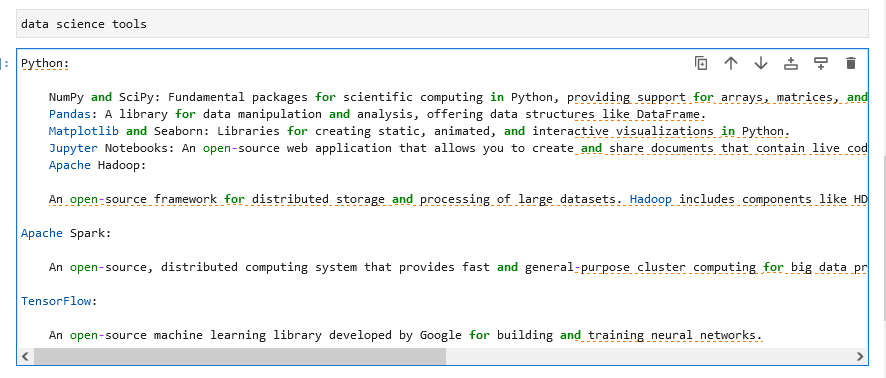 data science tools
]:
Python:
NumPy and SciPy: Fundamental packages for scientific computing in Python, providing support for arrays, matrices, and
Pandas: A library for data manipulation and analysis, offering data structures like DataFrame.
Matplotlib and Seaborn: Libraries for creating static, animated, and interactive visualizations in Python.
Jupyter Notebooks: An open-source web application that allows you to create and share documents that contain live cod
Apache Hadoop:
An open-source framework for distributed storage and processing of large datasets. Hadoop includes components like HD
Apache Spark:
An open-source, distributed computing system that provides fast and general-purpose cluster computing for big data pr
TensorFlow:
An open-source machine learning library developed by Google for building and training neural networks.